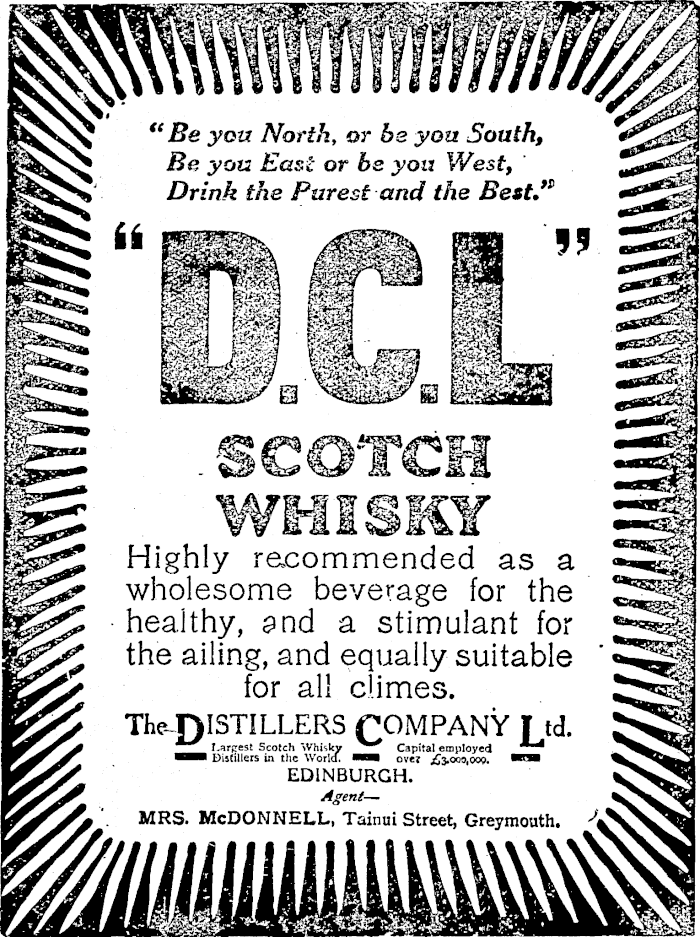 “Be you North, or be you South,
Be you East or be you West,
Drink the Purest and the Best.”
“D.C.L”
SCOTCH
WHISKY
Highly recommended as a
wholesome beverage for the
healthy, and a stimulant for
the ailing, and equally suitable
for all climes.
The DISTILLERS COMPANY Ltd.
Largest Scotch Whisky
Distillers in the World.
Capital employed
over £3,000,000.
EDINBURGH.
Agent—
MRS. McDONNELL, Tainui Street, Greymouth.